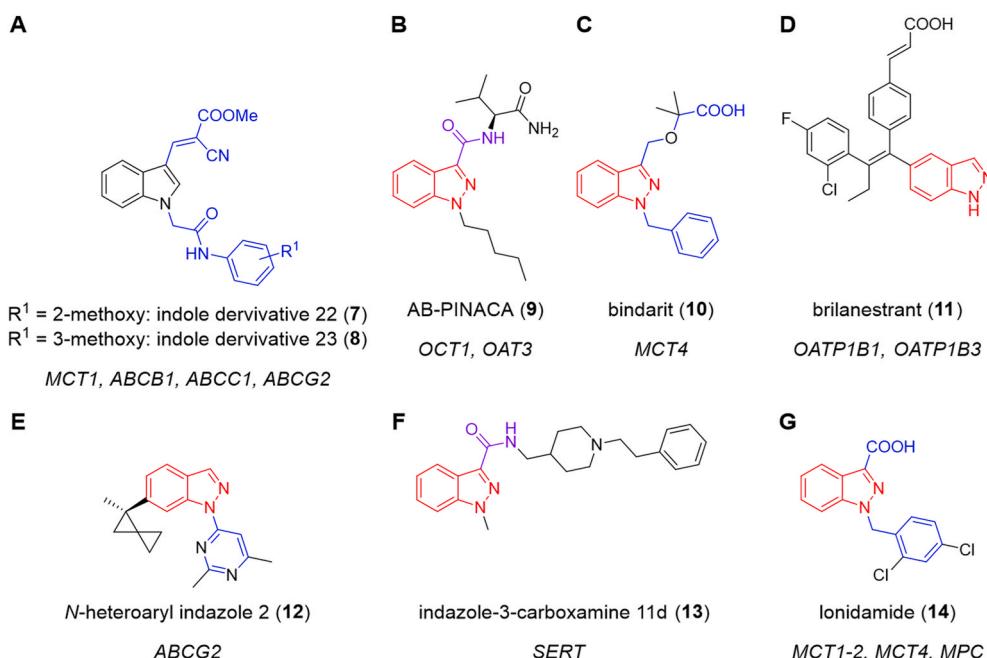 A
B
C
D
COOMe
CN
N
O
HN
R¹
O
NH₂
O
NH
N
N
COOH
O
N
N
COOH
F
Cl
N
N
H
R¹ = 2-methoxy: indole dervivative 22 (7)
R¹ = 3-methoxy: indole dervivative 23 (8)
MCT1, ABCB1, ABCC1, ABCG2
AB-PINACA (9)
OCT1, OAT3
bindarit (10)
MCT4
brilanestrant (11)
OATP1B1, OATP1B3
E
F
G
N
N
N
N
O
H
N
N
N
N
COOH
N
N
Cl
Cl
N-heteroaryl indazole 2 (12)
ABCG2
indazole-3-carboxamine 11d (13)
SERT
lonidamide (14)
MCT1-2, MCT4, MPC